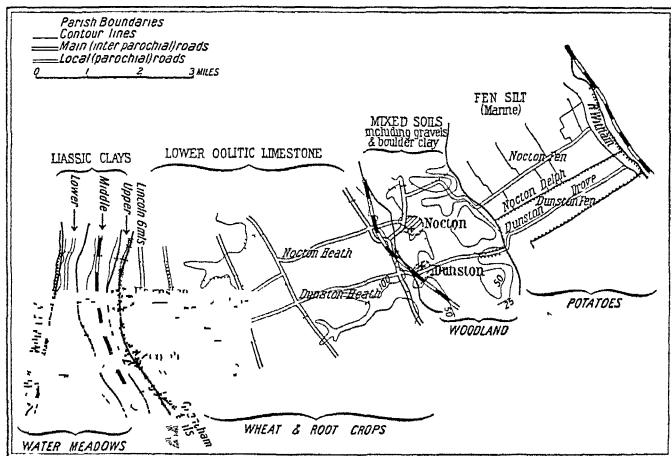 Parish Boundaries
Contour lines
Main (inter parochial) roads
Local (parochial) roads
0 1 2 3 MILES
FEN SILT
(Marine)
R Witham
MIXED SOILS
including gravels
& boulder clay
LIASSIC CLAYS
LOWER OOLITIC LIMESTONE
Lower
Middle
Upper
Lincoln 6mls
Nocton Fen
Nocton Delph
Dunston Drove
Dunston Fen
Nocton
Nocton Heath
Dunston
Dunston Heath
100
50
25
50
WOODLAND
POTATOES
WHEAT & ROOT CROPS
WATER MEADOWS